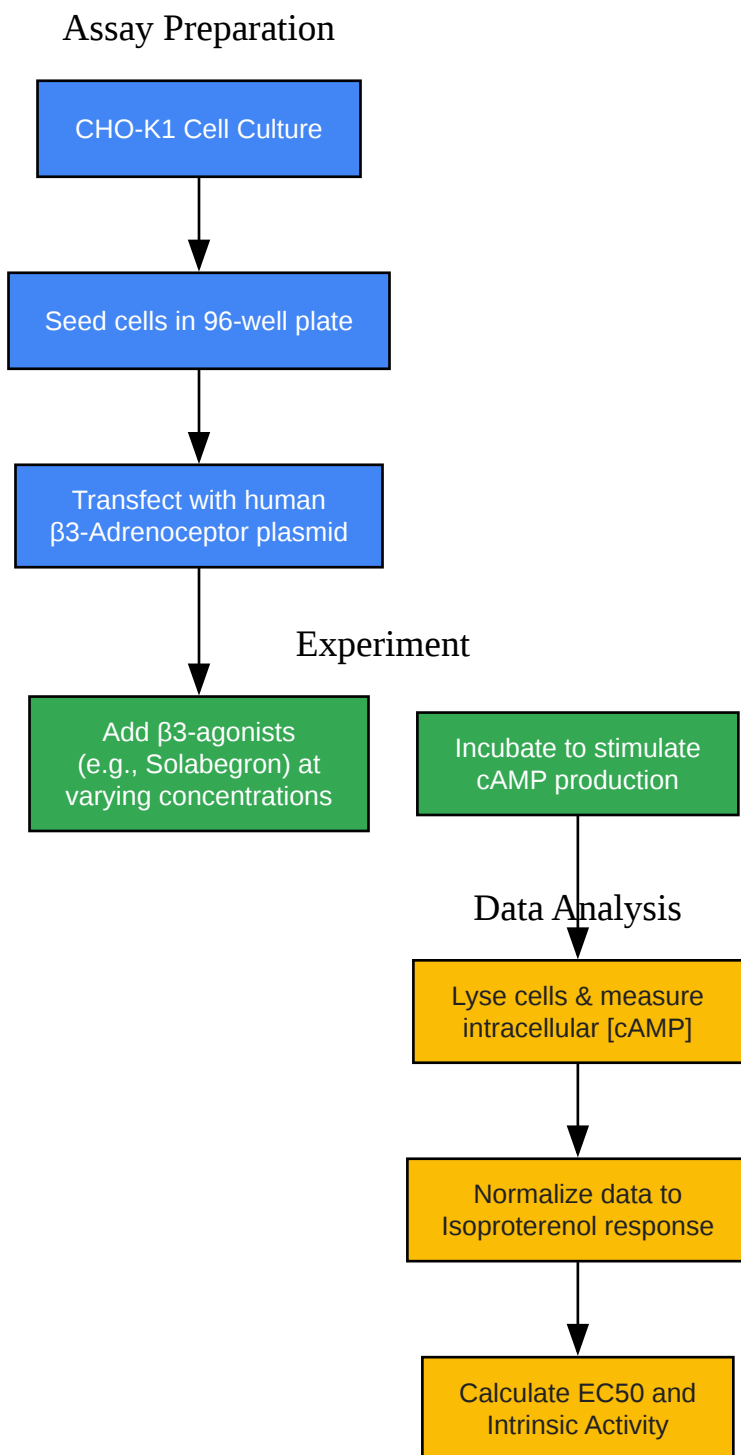 Assay Preparation
CHO-K1 Cell Culture
Seed cells in 96-well plate
Transfect with human
β3-Adrenoceptor plasmid
Experiment
Add β3-agonists
(e.g., Solabegron) at
varying concentrations
Incubate to stimulate
cAMP production
Data Analysis
Lyse cells & measure
intracellular [cAMP]
Normalize data to
Isoproterenol response
Calculate EC50 and
Intrinsic Activity